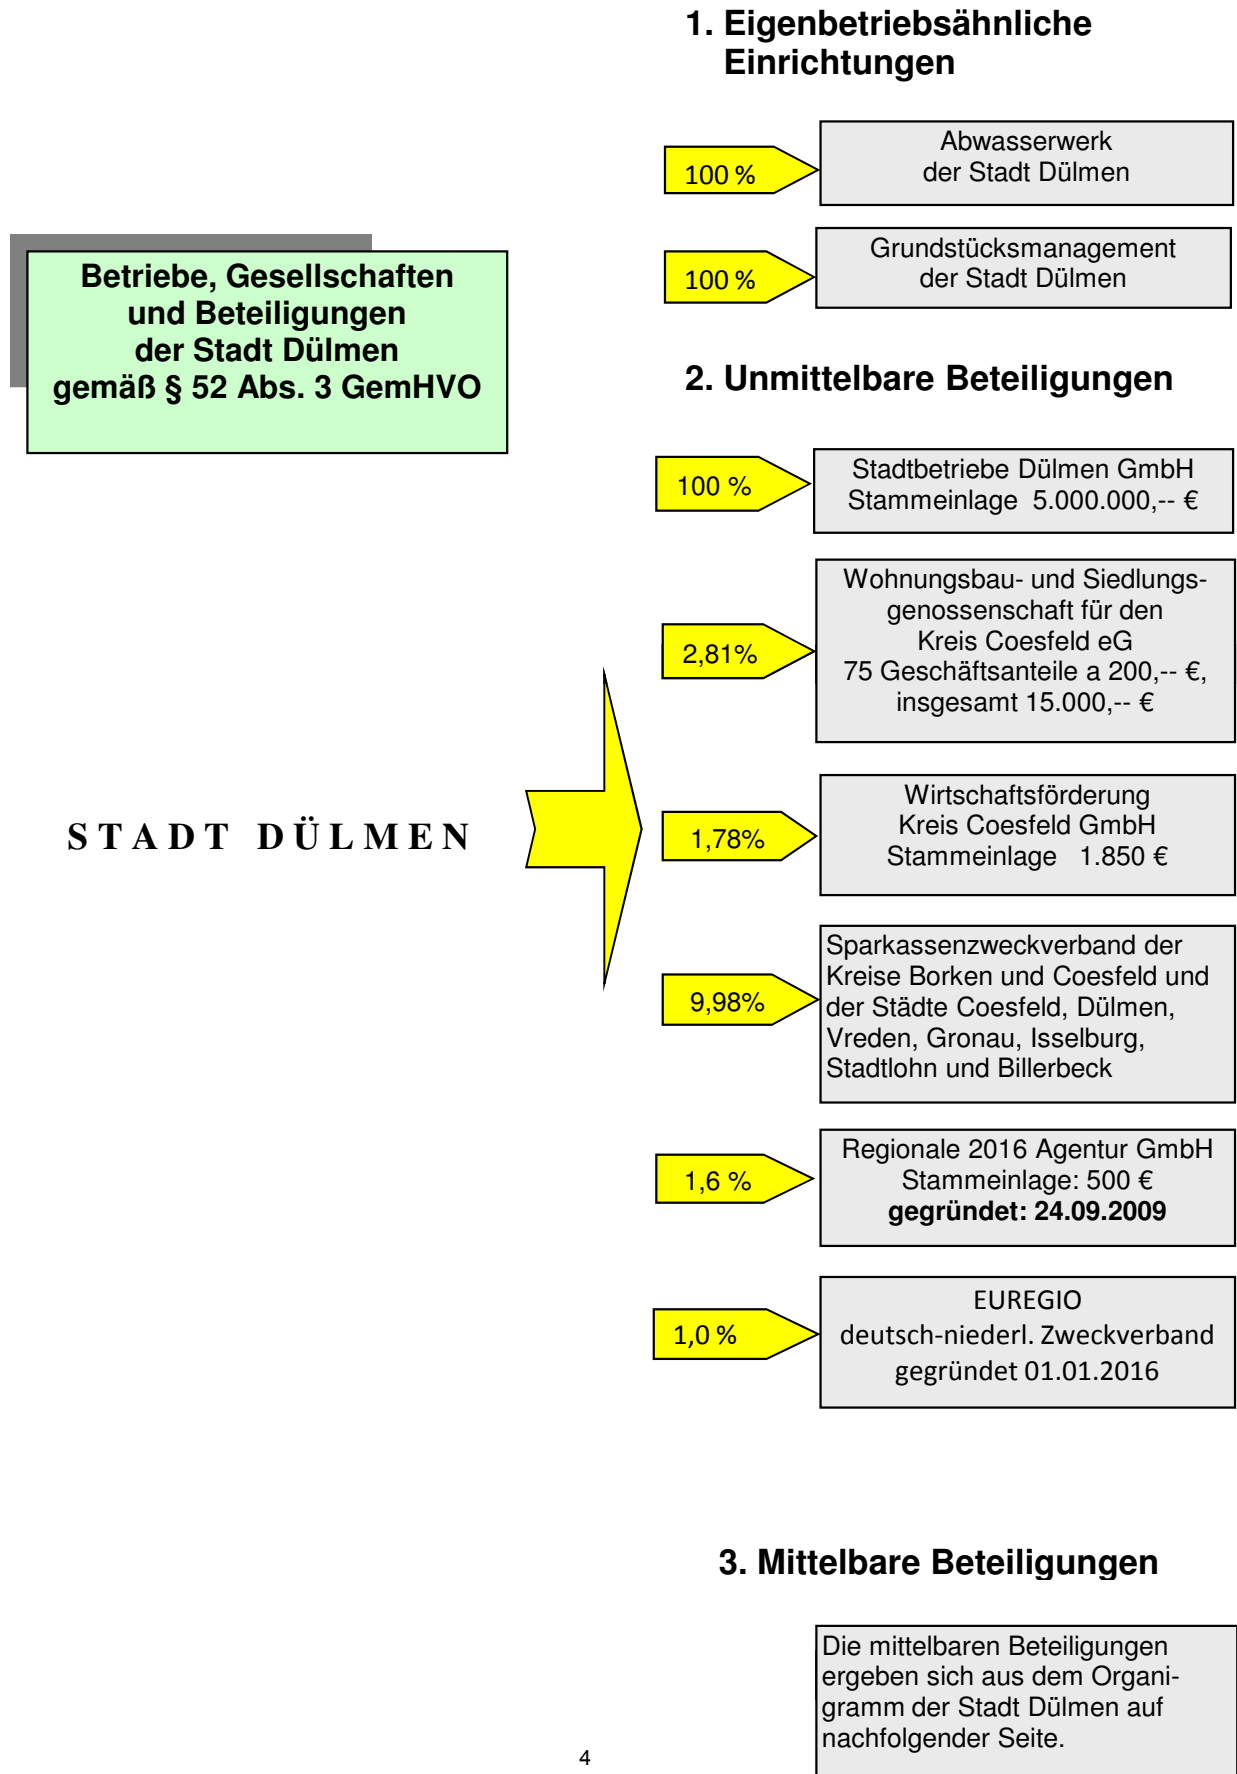 1. Eigenbetriebsähnliche
Einrichtungen
100 %
Abwasserwerk
der Stadt Dülmen
100 %
Grundstücksmanagement
der Stadt Dülmen
Betriebe, Gesellschaften
und Beteiligungen
der Stadt Dülmen
gemäß § 52 Abs. 3 GemHVO
2. Unmittelbare Beteiligungen
100 %
Stadtbetriebe Dülmen GmbH
Stammeinlage 5.000.000,-- €
2,81%
Wohnungsbau- und Siedlungs-
genossenschaft für den
Kreis Coesfeld eG
75 Geschäftsanteile a 200,-- €,
insgesamt 15.000,-- €
STADT DÜLMEN
1,78%
Wirtschaftsförderung
Kreis Coesfeld GmbH
Stammeinlage 1.850 €
9,98%
Sparkassenzweckverband der
Kreise Borken und Coesfeld und
der Städte Coesfeld, Dülmen,
Vreden, Gronau, Isselburg,
Stadtlohn und Billerbeck
1,6 %
Regionale 2016 Agentur GmbH
Stammeinlage: 500 €
gegründet: 24.09.2009
1,0 %
EUREGIO
deutsch-niederl. Zweckverband
gegründet 01.01.2016
3. Mittelbare Beteiligungen
Die mittelbaren Beteiligungen
ergeben sich aus dem Organi-
gramm der Stadt Dülmen auf
nachfolgender Seite.
4